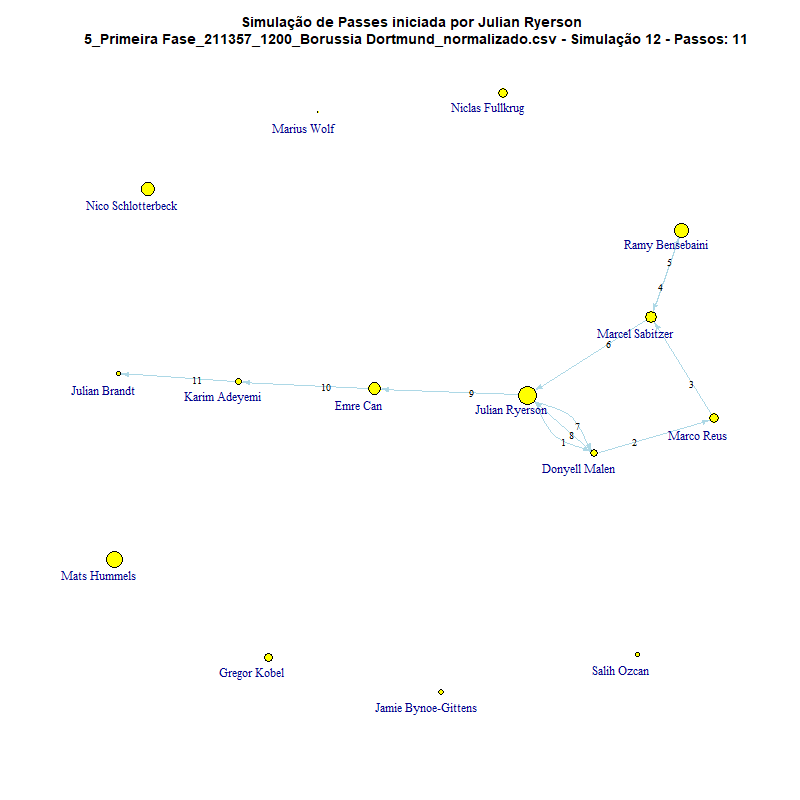 Simulação de Passes iniciada por Julian Ryerson
5_Primeira Fase_211357_1200_Borussia Dortmund_normalizado.csv - Simulação 12 - Passos: 11
Niclas Fullkrug
Marius Wolf
Nico Schlotterbeck
Ramy Bensebaini
5
4
Marcel Sabitzer
6
11
Julian Brandt
Karim Adeyemi
10
Emre Can
9
Julian Ryerson
3
7
8
1
2
Marco Reus
Donyell Malen
Mats Hummels
Gregor Kobel
Salih Ozcan
Jamie Bynoe-Gittens